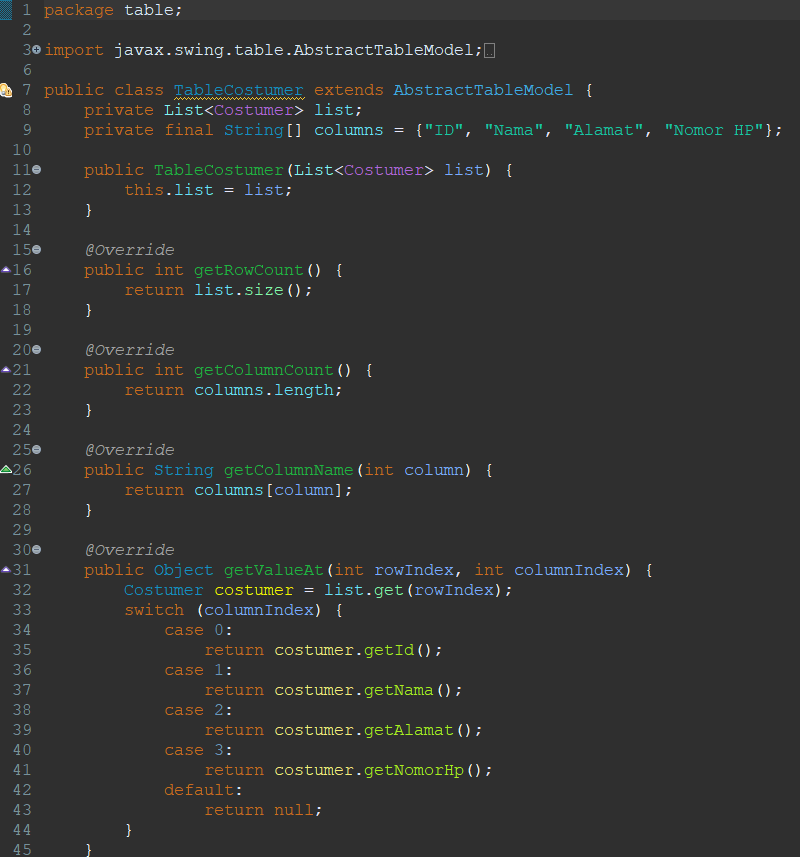 1 package table;
2
3 import javax.swing.table.AbstractTableModel;
6
7 public class TableCostumer extends AbstractTableModel {
8     private List<Costumer> list;
9     private final String[] columns = {"ID", "Nama", "Alamat", "Nomor HP"};
10
11     public TableCostumer(List<Costumer> list) {
12         this.list = list;
13     }
14
15     @Override
16     public int getRowCount() {
17         return list.size();
18     }
19
20     @Override
21     public int getColumnCount() {
22         return columns.length;
23     }
24
25     @Override
26     public String getColumnName(int column) {
27         return columns[column];
28     }
29
30     @Override
31     public Object getValueAt(int rowIndex, int columnIndex) {
32         Costumer costumer = list.get(rowIndex);
33         switch (columnIndex) {
34             case 0:
35                 return costumer.getId();
36             case 1:
37                 return costumer.getNama();
38             case 2:
39                 return costumer.getAlamat();
40             case 3:
41                 return costumer.getNomorHp();
42             default:
43                 return null;
44         }
45     }